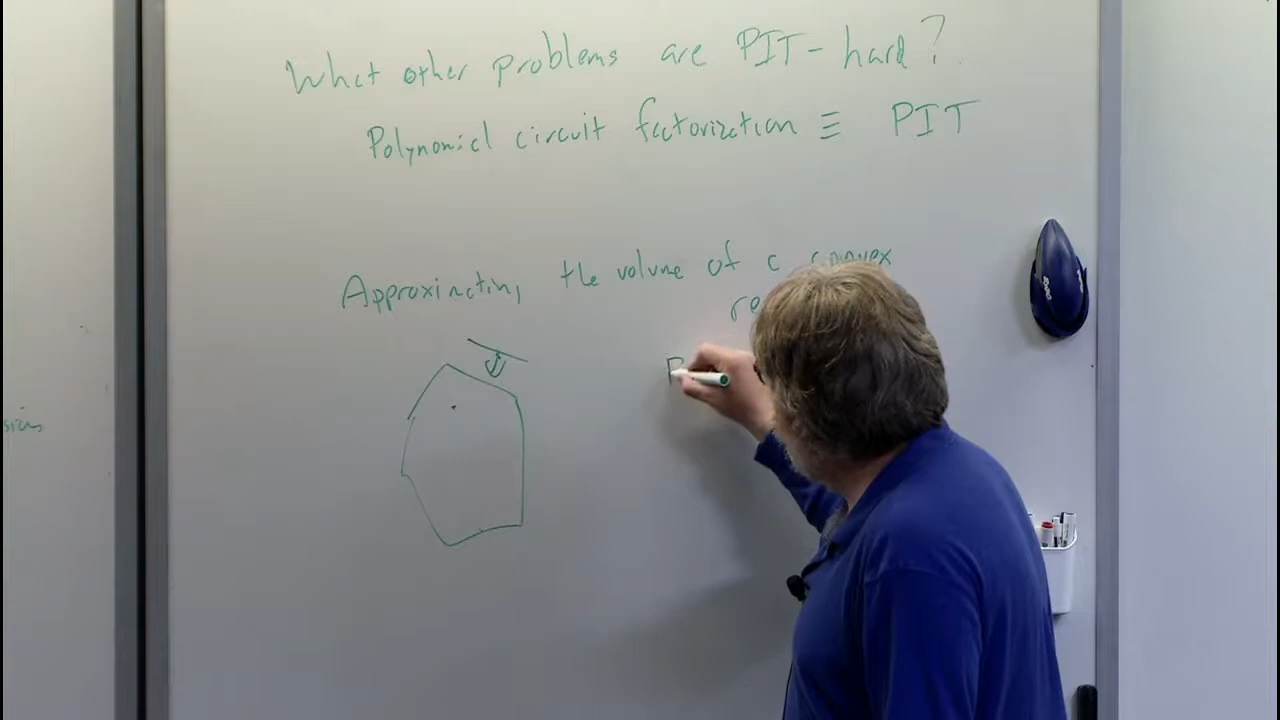 What other problems are PIT-hard?
Polynomial circuit factorization ≡ PIT
Approximating the volume of a convex